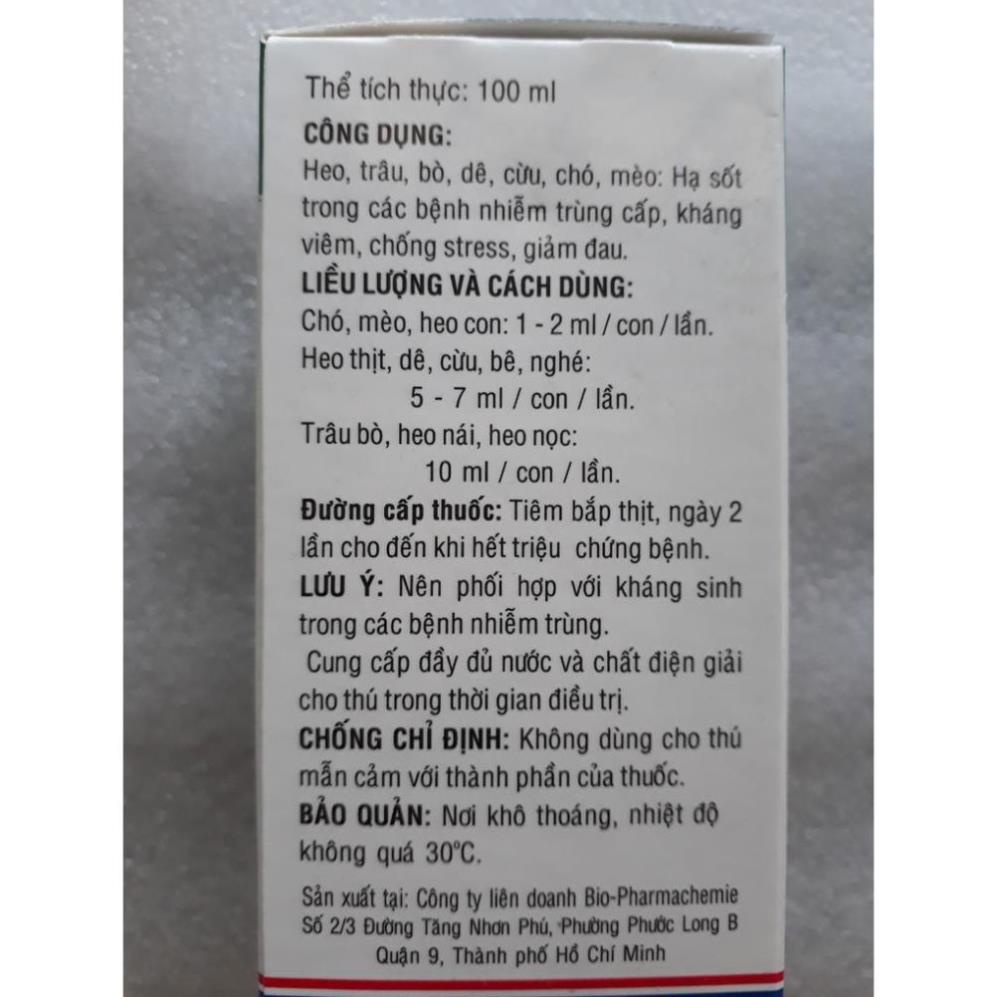 Thể tích thực: 100 ml
CÔNG DỤNG:
Heo, trâu, bò, dê, cừu, chó, mèo: Hạ sốt
trong các bệnh nhiễm trùng cấp, kháng
viêm, chống stress, giảm đau.
LIỀU LƯỢNG VÀ CÁCH DÙNG:
Chó, mèo, heo con: 1 - 2 ml / con / lần.
Heo thịt, dê, cừu, bê, nghé:
5 - 7 ml / con / lần.
Trâu bò, heo nái, heo nọc:
10 ml / con / lần.
Đường cấp thuốc: Tiêm bắp thịt, ngày 2
lần cho đến khi hết triệu chứng bệnh.
LƯU Ý: Nên phối hợp với kháng sinh
trong các bệnh nhiễm trùng.
Cung cấp đầy đủ nước và chất điện giải
cho thú trong thời gian điều trị.
CHỐNG CHỈ ĐỊNH: Không dùng cho thú
mẫn cảm với thành phần của thuốc.
BẢO QUẢN: Nơi khô thoáng, nhiệt độ
không quá 30ºC.
Sản xuất tại: Công ty liên doanh Bio-Pharmachemie
Số 2/3 Đường Tăng Nhơn Phú, Phường Phước Long B
Quận 9, Thành phố Hồ Chí Minh